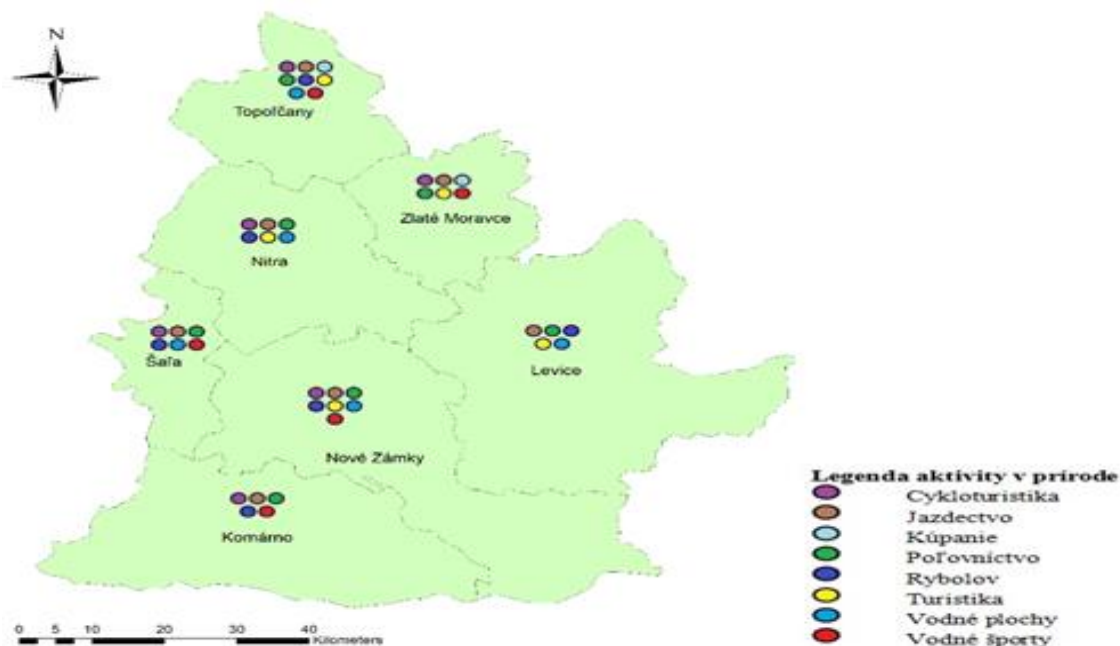 N
Topoľčany
Zlaté Moravce
Nitra
Šaľa
Levice
Nové Zámky
Komárno
Legenda aktivity v prírode
Cykloturistika
Jazdectvo
Kúpanie
Poľovníctvo
Rybolov
Turistika
Vodné plochy
Vodné športy
0 5 10 20 30 40
Kilometers